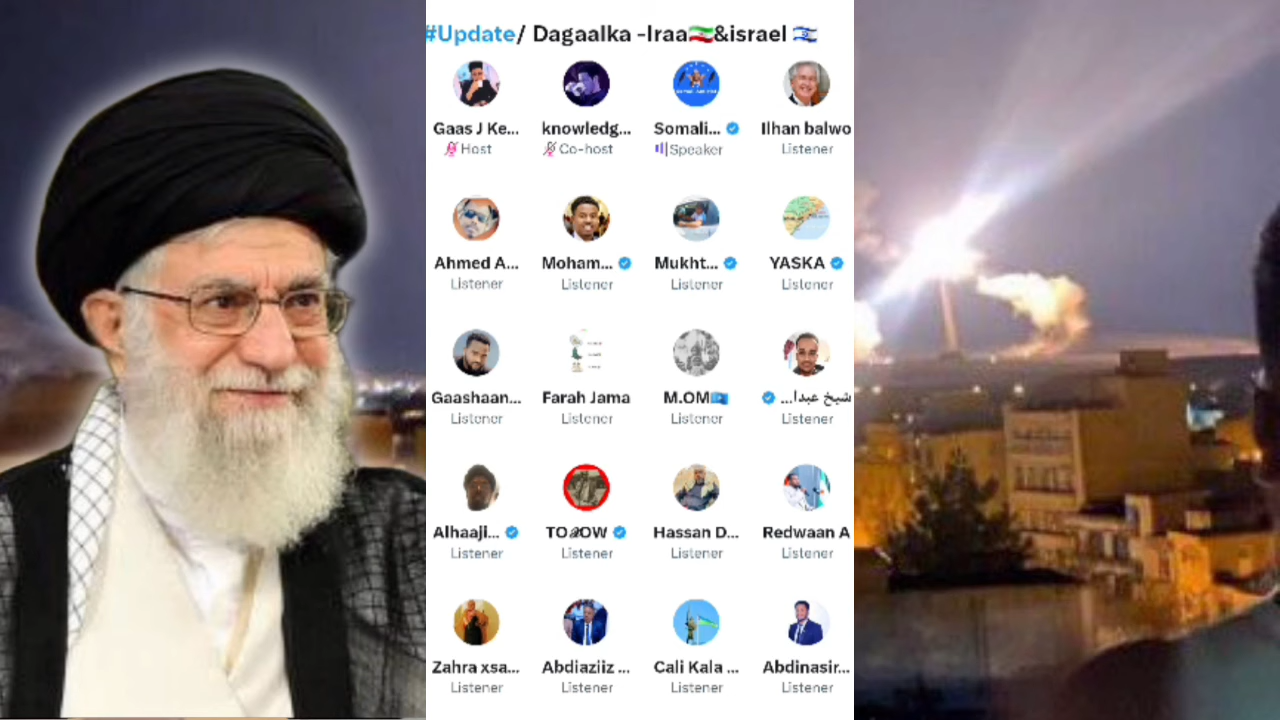 #Update/ Dagaalka -Iraa🇮🇷&israel 🇮🇱
Gaas J Ke... knowledg... Somali... Ilhan balwo
Host Co-host Speaker Listener
Ahmed A... Moham... Mukht... YASKA
Listener Listener Listener Listener
Gaashaan... Farah Jama M.OM🇸🇴 شيخ عبدا...
Listener Listener Listener Listener
Alhaaji... Hassan D... Redwaan A
Listener Listener Listener Listener
Zahra xsa... Abdiaziiz ... Cali Kala ... Abdinasir...
Listener Listener Listener Listener